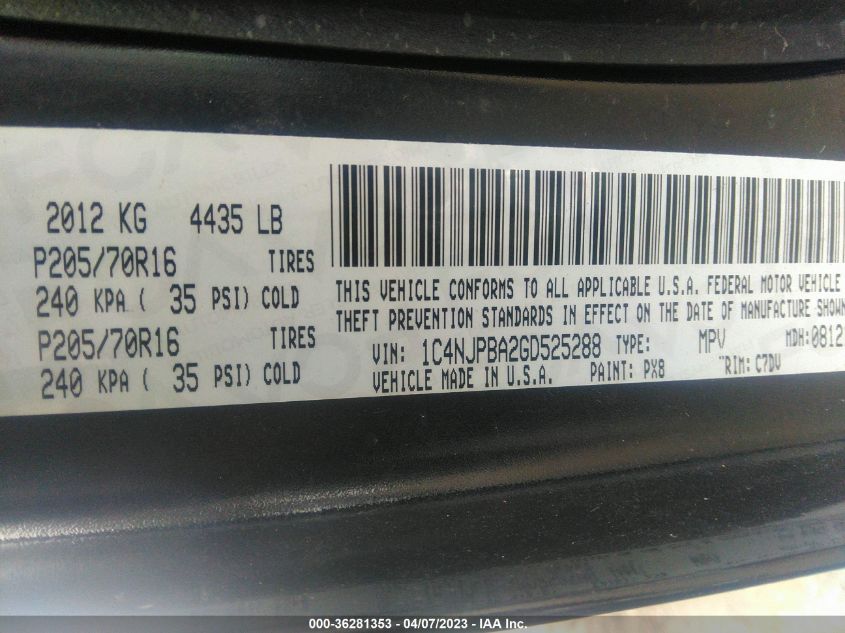 2012 KG 4435 LB
P205/70R16 TIRES
240 KPA ( 35 PSI) COLD
P205/70R16 TIRES
240 KPA ( 35 PSI) COLD
THIS VEHICLE CONFORMS TO ALL APPLICABLE U.S.A. FEDERAL MOTOR VEHICLE
THEFT PREVENTION STANDARDS IN EFFECT ON THE DATE OF MANUFACTURE SHOWN
VIN: 1C4NJPBA2GD525288 TYPE: MPV MDH: 0812
VEHICLE MADE IN U.S.A. PAINT: PX8 TRIM: C7DV
000-36281353 - 04/07/2023 - IAA Inc.